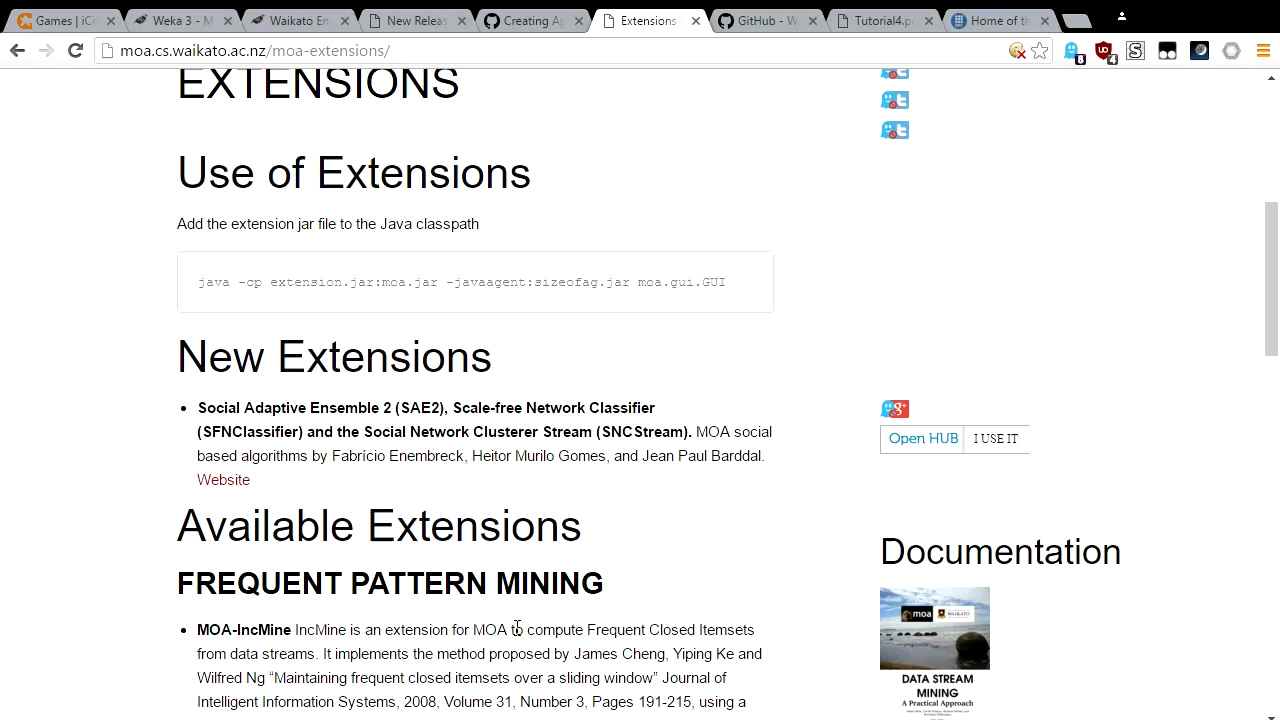 Games | iCi
Weka 3 - M
Waikato En
New Releas
Creating Ap
Extensions
GitHub - W
Tutorial4.p
Home of th
moa.cs.waikato.ac.nz/moa-extensions/
8
4
EXTENSIONS
Use of Extensions
Add the extension jar file to the Java classpath
java -cp extension.jar:moa.jar -javaagent:sizeofag.jar moa.gui.GUI
New Extensions
Social Adaptive Ensemble 2 (SAE2), Scale-free Network Classifier
(SFNClassifier) and the Social Network Clusterer Stream (SNCStream). MOA social
based algorithms by Fabrício Enembreck, Heitor Murilo Gomes, and Jean Paul Barddal.
Website
Available Extensions
FREQUENT PATTERN MINING
MOA-IncMine IncMine is an extension for MOA to compute Frequent Closed Itemsets
from data streams. It implements the method proposed by James Cheng, Yiping Ke and
Wilfred Ng “Maintaining frequent closed itemsets over a sliding window” Journal of
Intelligent Information Systems, 2008, Volume 31, Number 3, Pages 191-215, using a
g+
Open HUB I USE IT
Documentation
moa
DATA STREAM
MINING
A Practical Approach